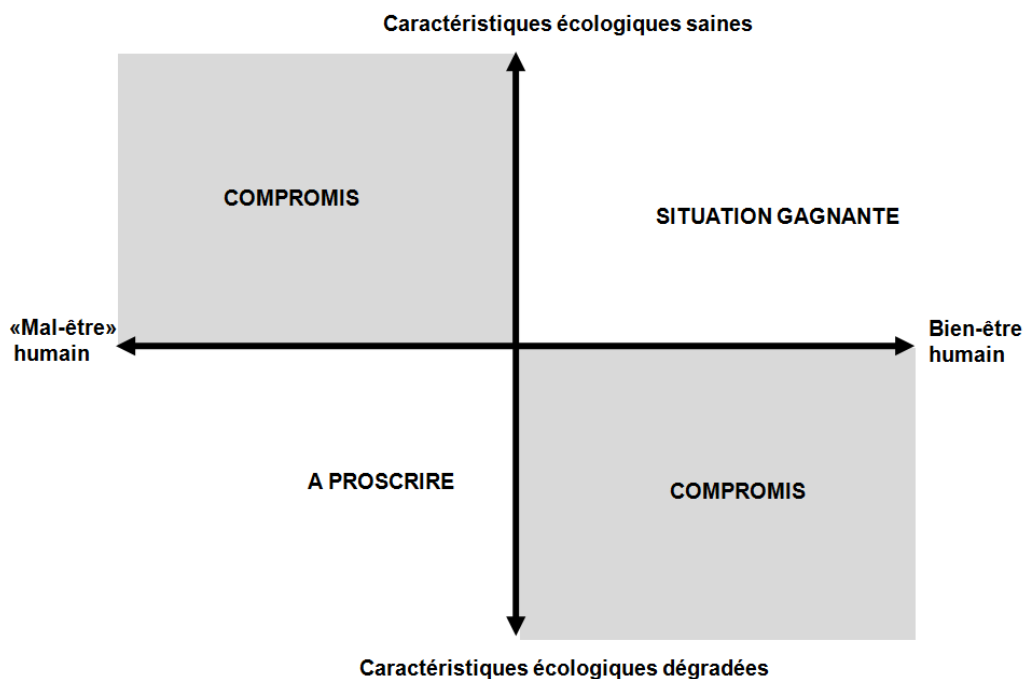 Caractéristiques écologiques saines
COMPROMIS
SITUATION GAGNANTE
«Mal-être»
humain
Bien-être
humain
A PROSCRIRE
COMPROMIS
Caractéristiques écologiques dégradées